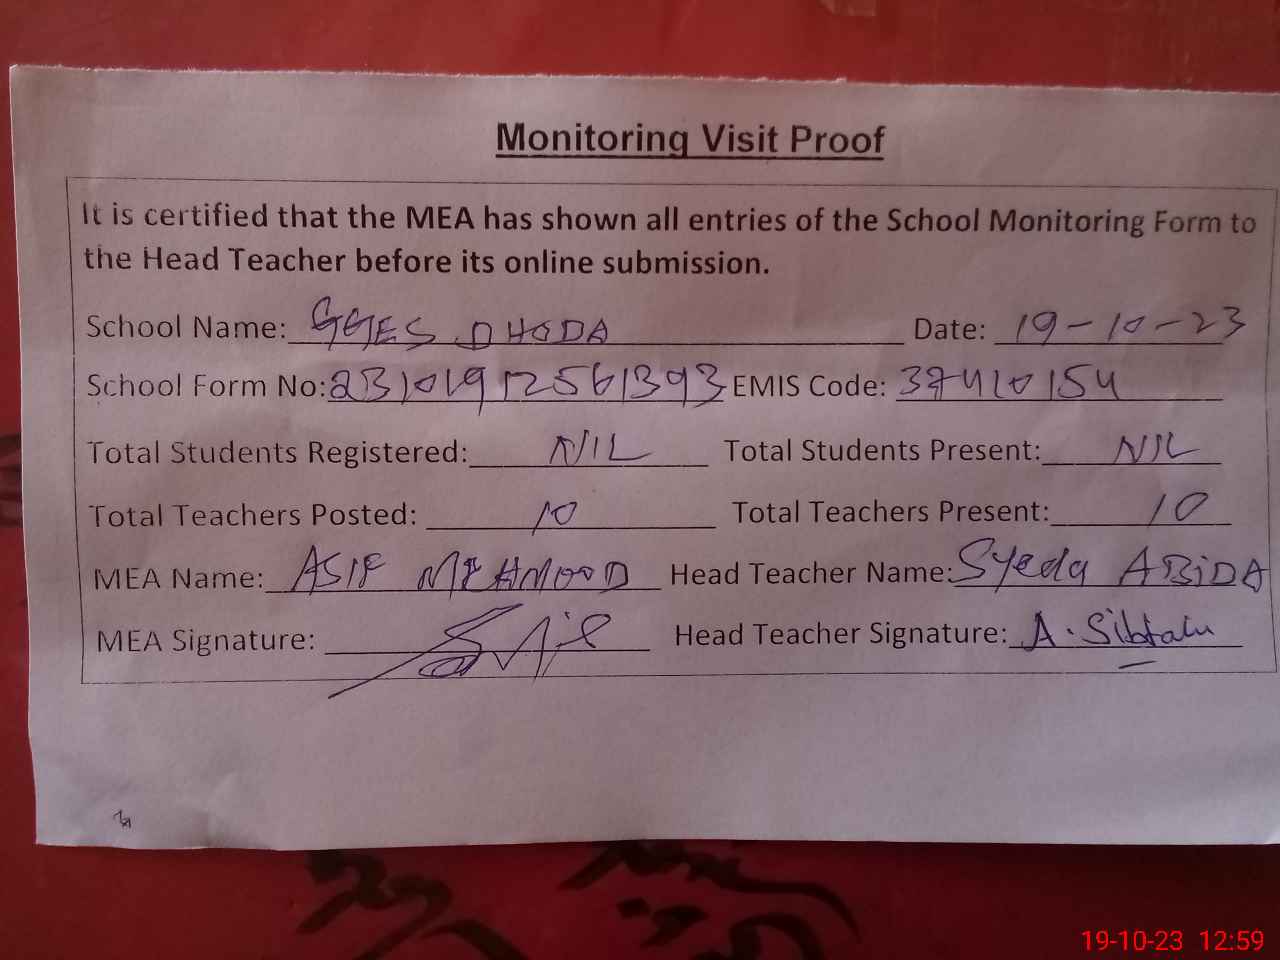 Monitoring Visit Proof
It is certified that the MEA has shown all entries of the School Monitoring Form to
the Head Teacher before its online submission.
School Name: GGES DHODA Date: 19-10-23
School Form No: 23101912561393 EMIS Code: 37410154
Total Students Registered: NIL Total Students Present: NIL
Total Teachers Posted: 10 Total Teachers Present: 10
MEA Name: ASIF MEHMOOD Head Teacher Name: Syeda ABiDA
MEA Signature: Head Teacher Signature: A. Sibtain
19-10-23 12:59